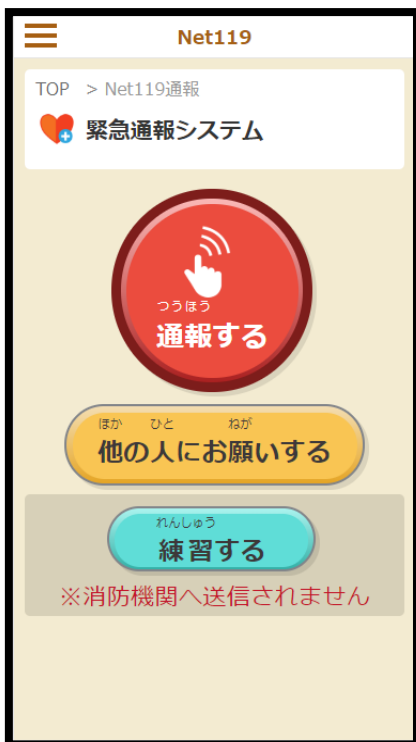 Net119
TOP > Net119通報
緊急通報システム
つうほう
通報する
ほか ひと ねが
他の人にお願いする
れんしゅう
練習する
※消防機関へ送信されません